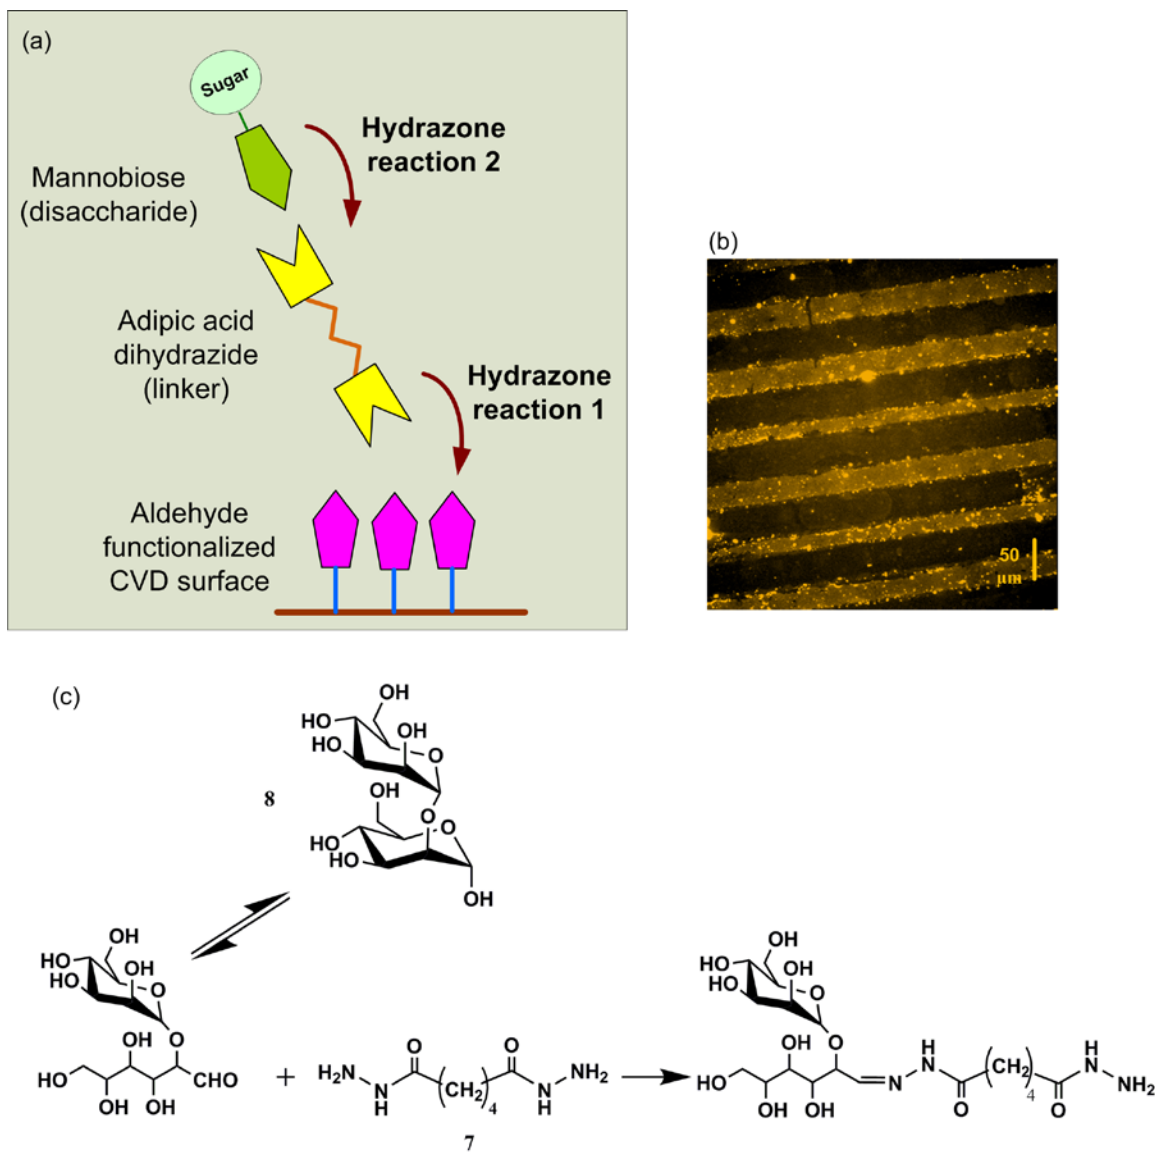 (a)
Sugar
Hydrazone
reaction 2
Mannobiose
(disaccharide)
Adipic acid
dihydrazide
(linker)
Hydrazone
reaction 1
Aldehyde
functionalized
CVD surface
(b)
50
µm
(c)
OH
HO
OH
HO
O
OH
8
O
O
HO
HO
OH
OH
HO
OH
HO
O
OH
O
HO
CHO
OH
OH
+
H₂N
N
H
O
(CH₂)₄
O
N
H
NH₂
7
OH
HO
OH
HO
O
OH
O
HO
OH
OH
N
H
N
O
(CH₂)
4
O
H
N
NH₂